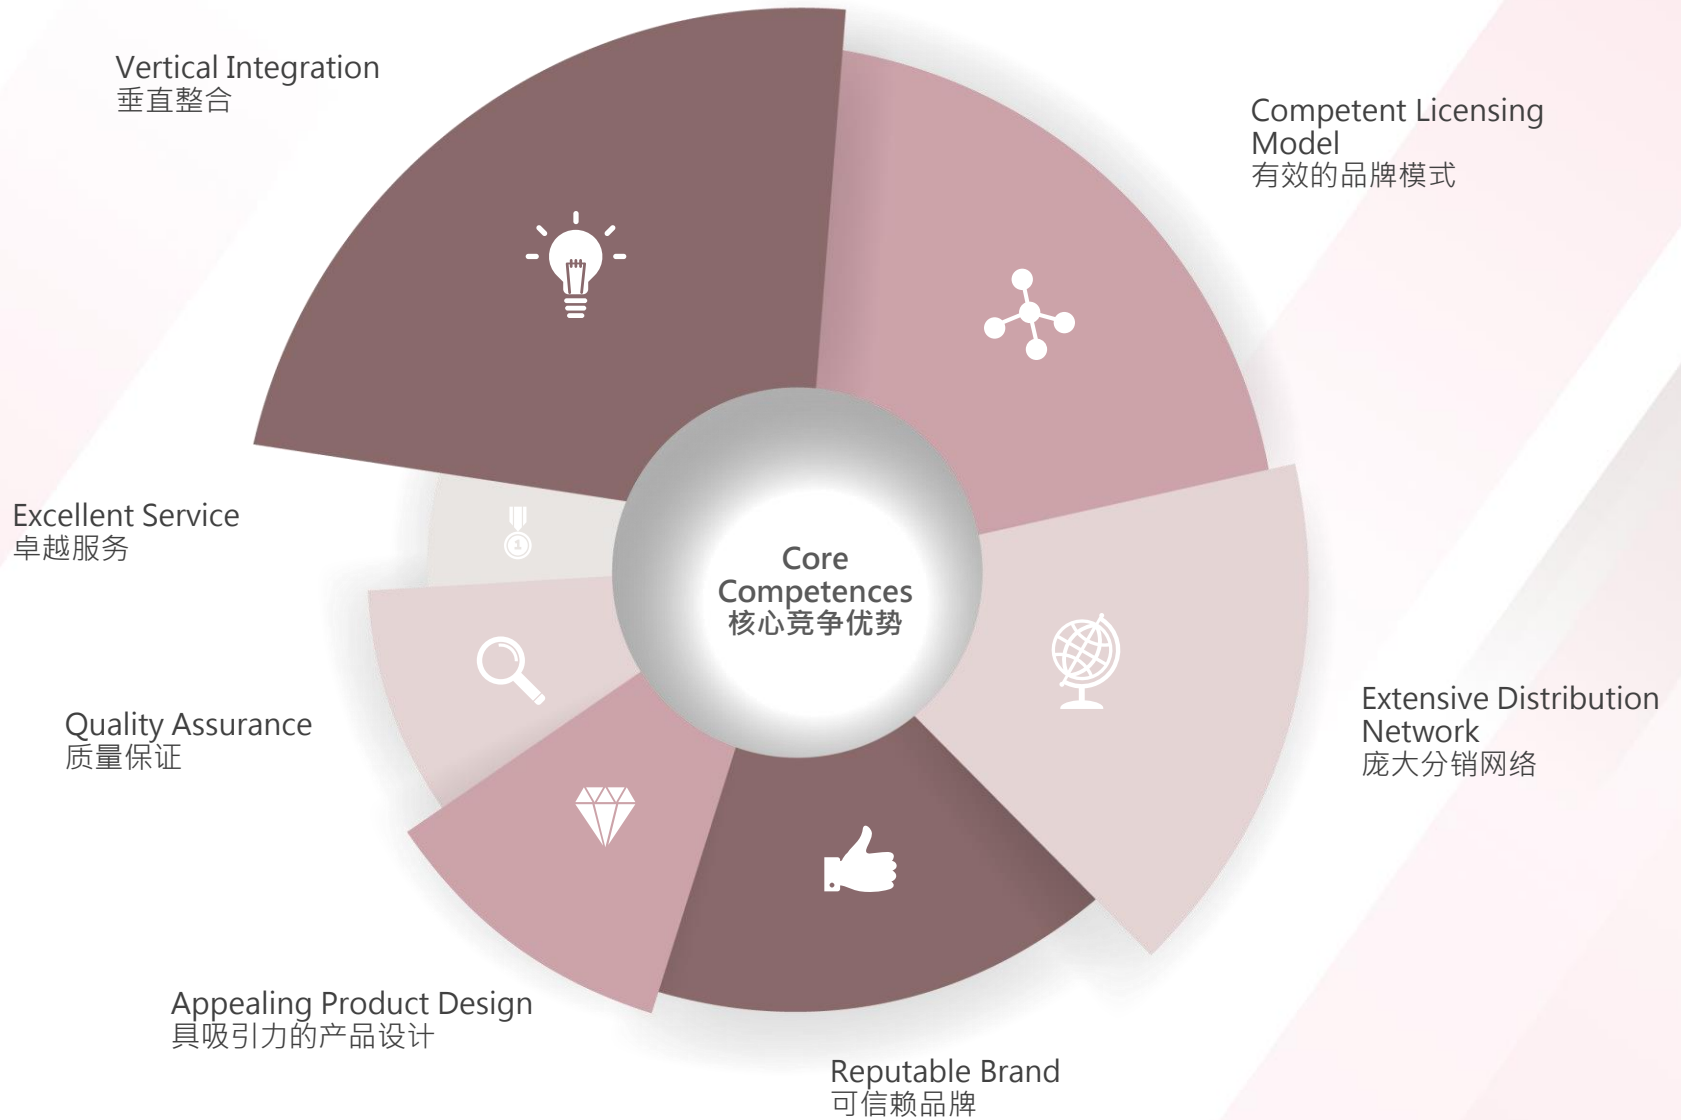 Vertical Integration
垂直整合
Competent Licensing
Model
有效的品牌模式
Excellent Service
卓越服务
1
Core
Competences
核心竞争优势
Extensive Distribution
Network
庞大分销网络
Quality Assurance
质量保证
Appealing Product Design
具吸引力的产品设计
Reputable Brand
可信赖品牌